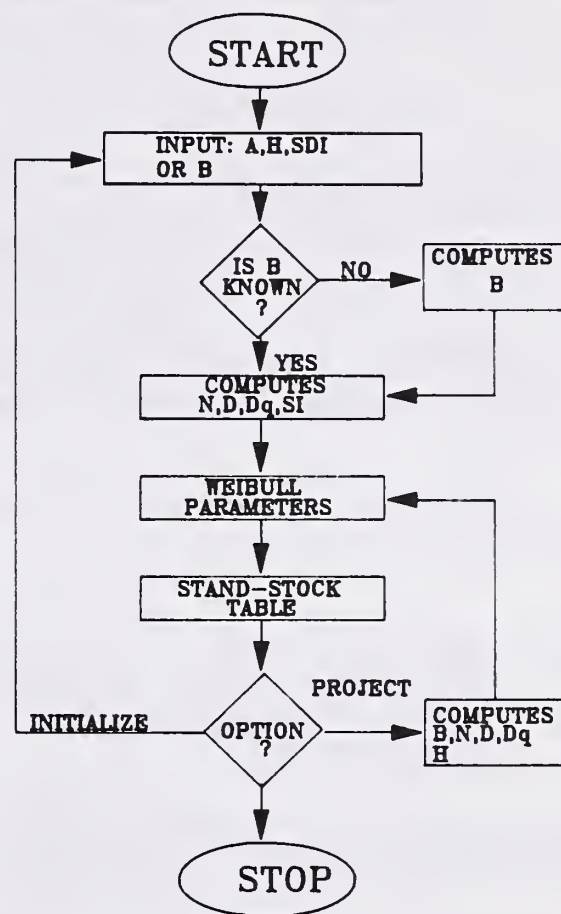 START
INPUT: A,H,SDI
OR B
IS B
KNOWN
?
NO
COMPUTES
B
YES
COMPUTES
N,D,Dq,SI
WEIBULL
PARAMETERS
STAND-STOCK
TABLE
PROJECT
INITIALIZE
OPTION
?
COMPUTES
B,N,D,Dq
H
STOP